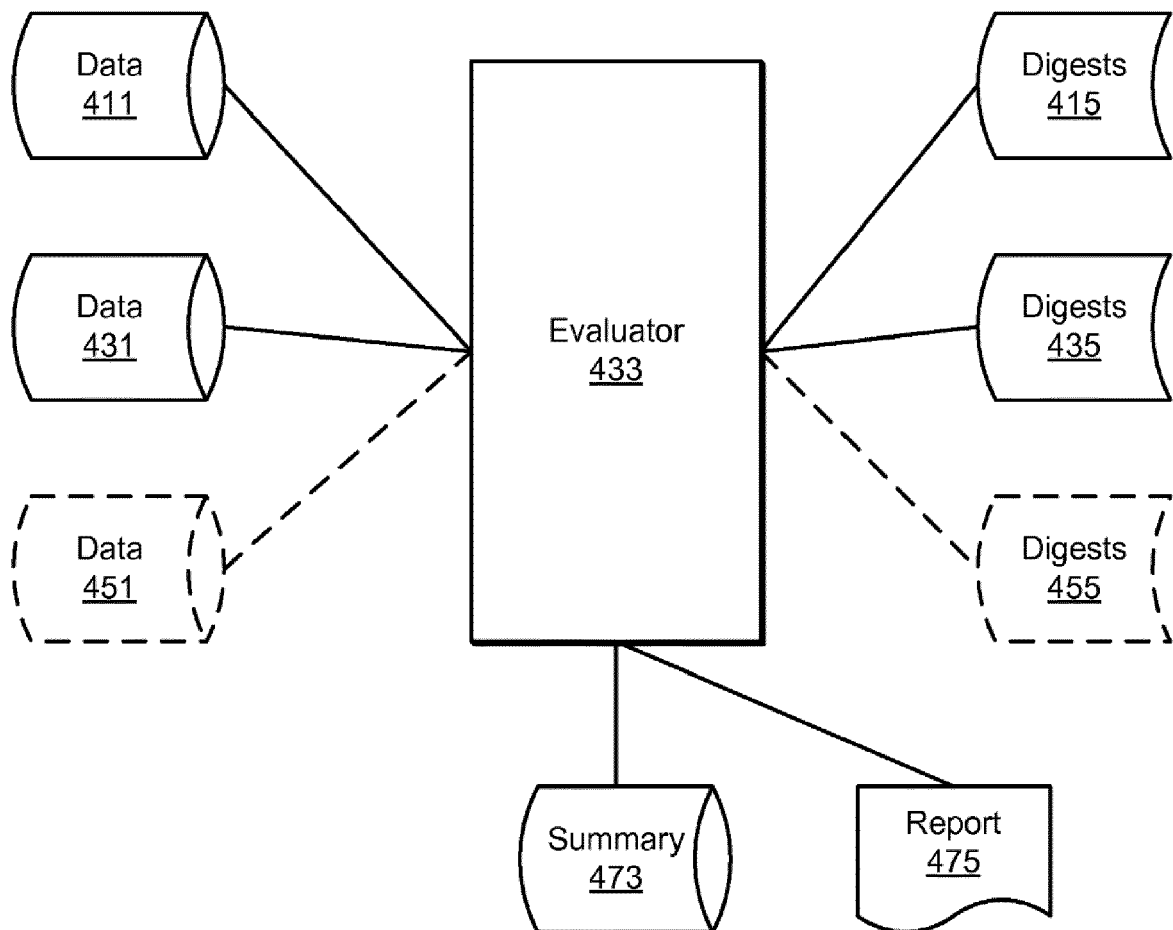 Data
411
Digests
415
Data
431
Evaluator
433
Digests
435
Data
451
Digests
455
Summary
473
Report
475